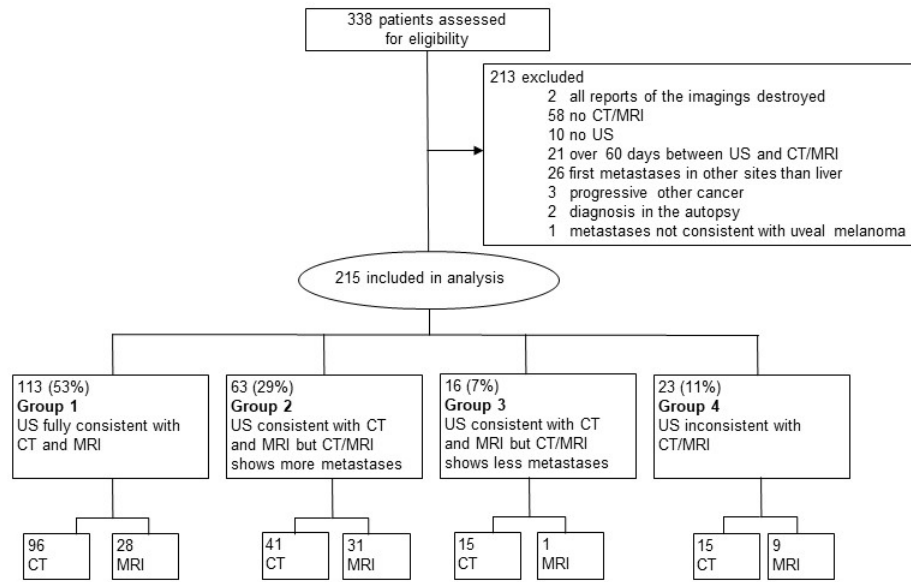 338 patients assessed
for eligibility
213 excluded
2 all reports of the imagings destroyed
58 no CT/MRI
10 no US
21 over 60 days between US and CT/MRI
26 first metastases in other sites than liver
3 progressive other cancer
2 diagnosis in the autopsy
1 metastases not consistent with uveal melanoma
215 included in analysis
113 (53%)
Group 1
US fully consistent with
CT and MRI
63 (29%)
Group 2
US consistent with CT
and MRI but CT/MRI
shows more metastases
16 (7%)
Group 3
US consistent with CT
and MRI but CT/MRI
shows less metastases
23 (11%)
Group 4
US inconsistent with
CT/MRI
96
CT
28
MRI
41
CT
31
MRI
15
CT
1
MRI
15
CT
9
MRI